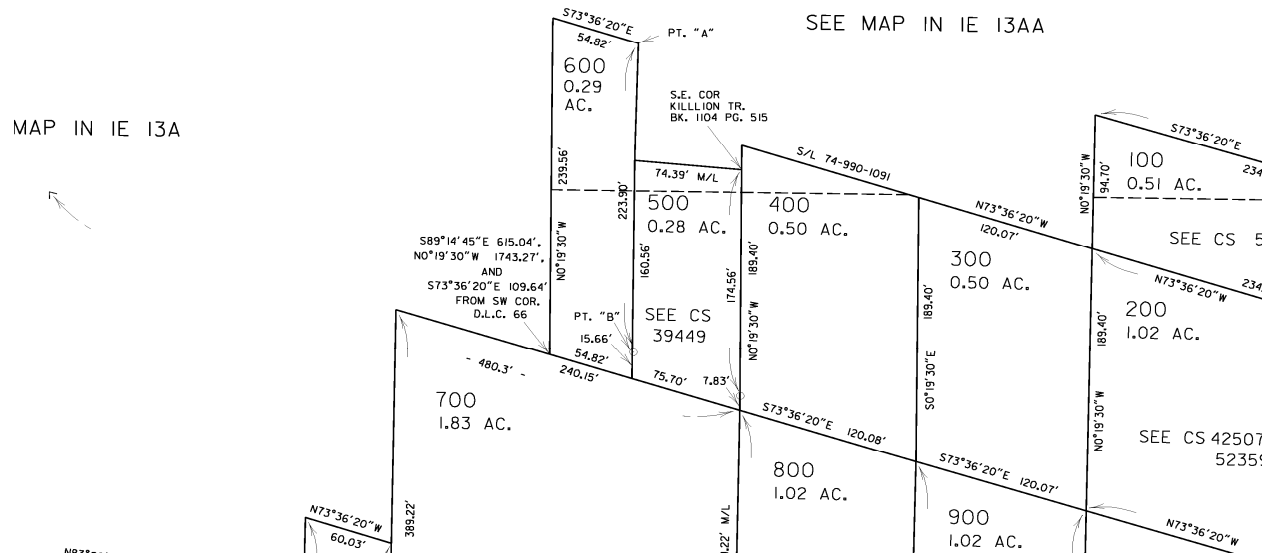 SEE MAP IN IE 13AA
MAP IN IE 13A
S73°36'20"E
54.82'
PT. "A"
600
0.29
AC.
S.E. COR
KILLLION TR.
BK. 1104 PG. 515
239.56'
N0°19'30"W
223.90'
74.39' M/L
S/L 74-990-1091
S73°36'20"E
234
N0°19'30"W
94.70'
100
0.51 AC.
SEE CS 5
500
0.28 AC.
160.56'
174.56'
SEE CS
39449
400
0.50 AC.
189.40'
N0°19'30"W
N73°36'20"W
120.07'
300
0.50 AC.
189.40'
S0°19'30"E
N73°36'20"W
234.
200
1.02 AC.
189.40'
N0°19'30"W
SEE CS 42507
5235
S89°14'45"E 615.04'.
N0°19'30"W 1743.27'.
AND
S73°36'20"E 109.64'
FROM SW COR.
D.L.C. 66
PT. "B"
15.66'
54.82'
- 480.3' -
240.15'
75.70'
7.83'
700
1.83 AC.
389.22'
S73°36'20"E 120.08'
800
1.02 AC.
.22' M/L
S73°36'20"E 120.07'
900
1.02 AC.
N73°36'20"W
N73°36'20"W
60.03'